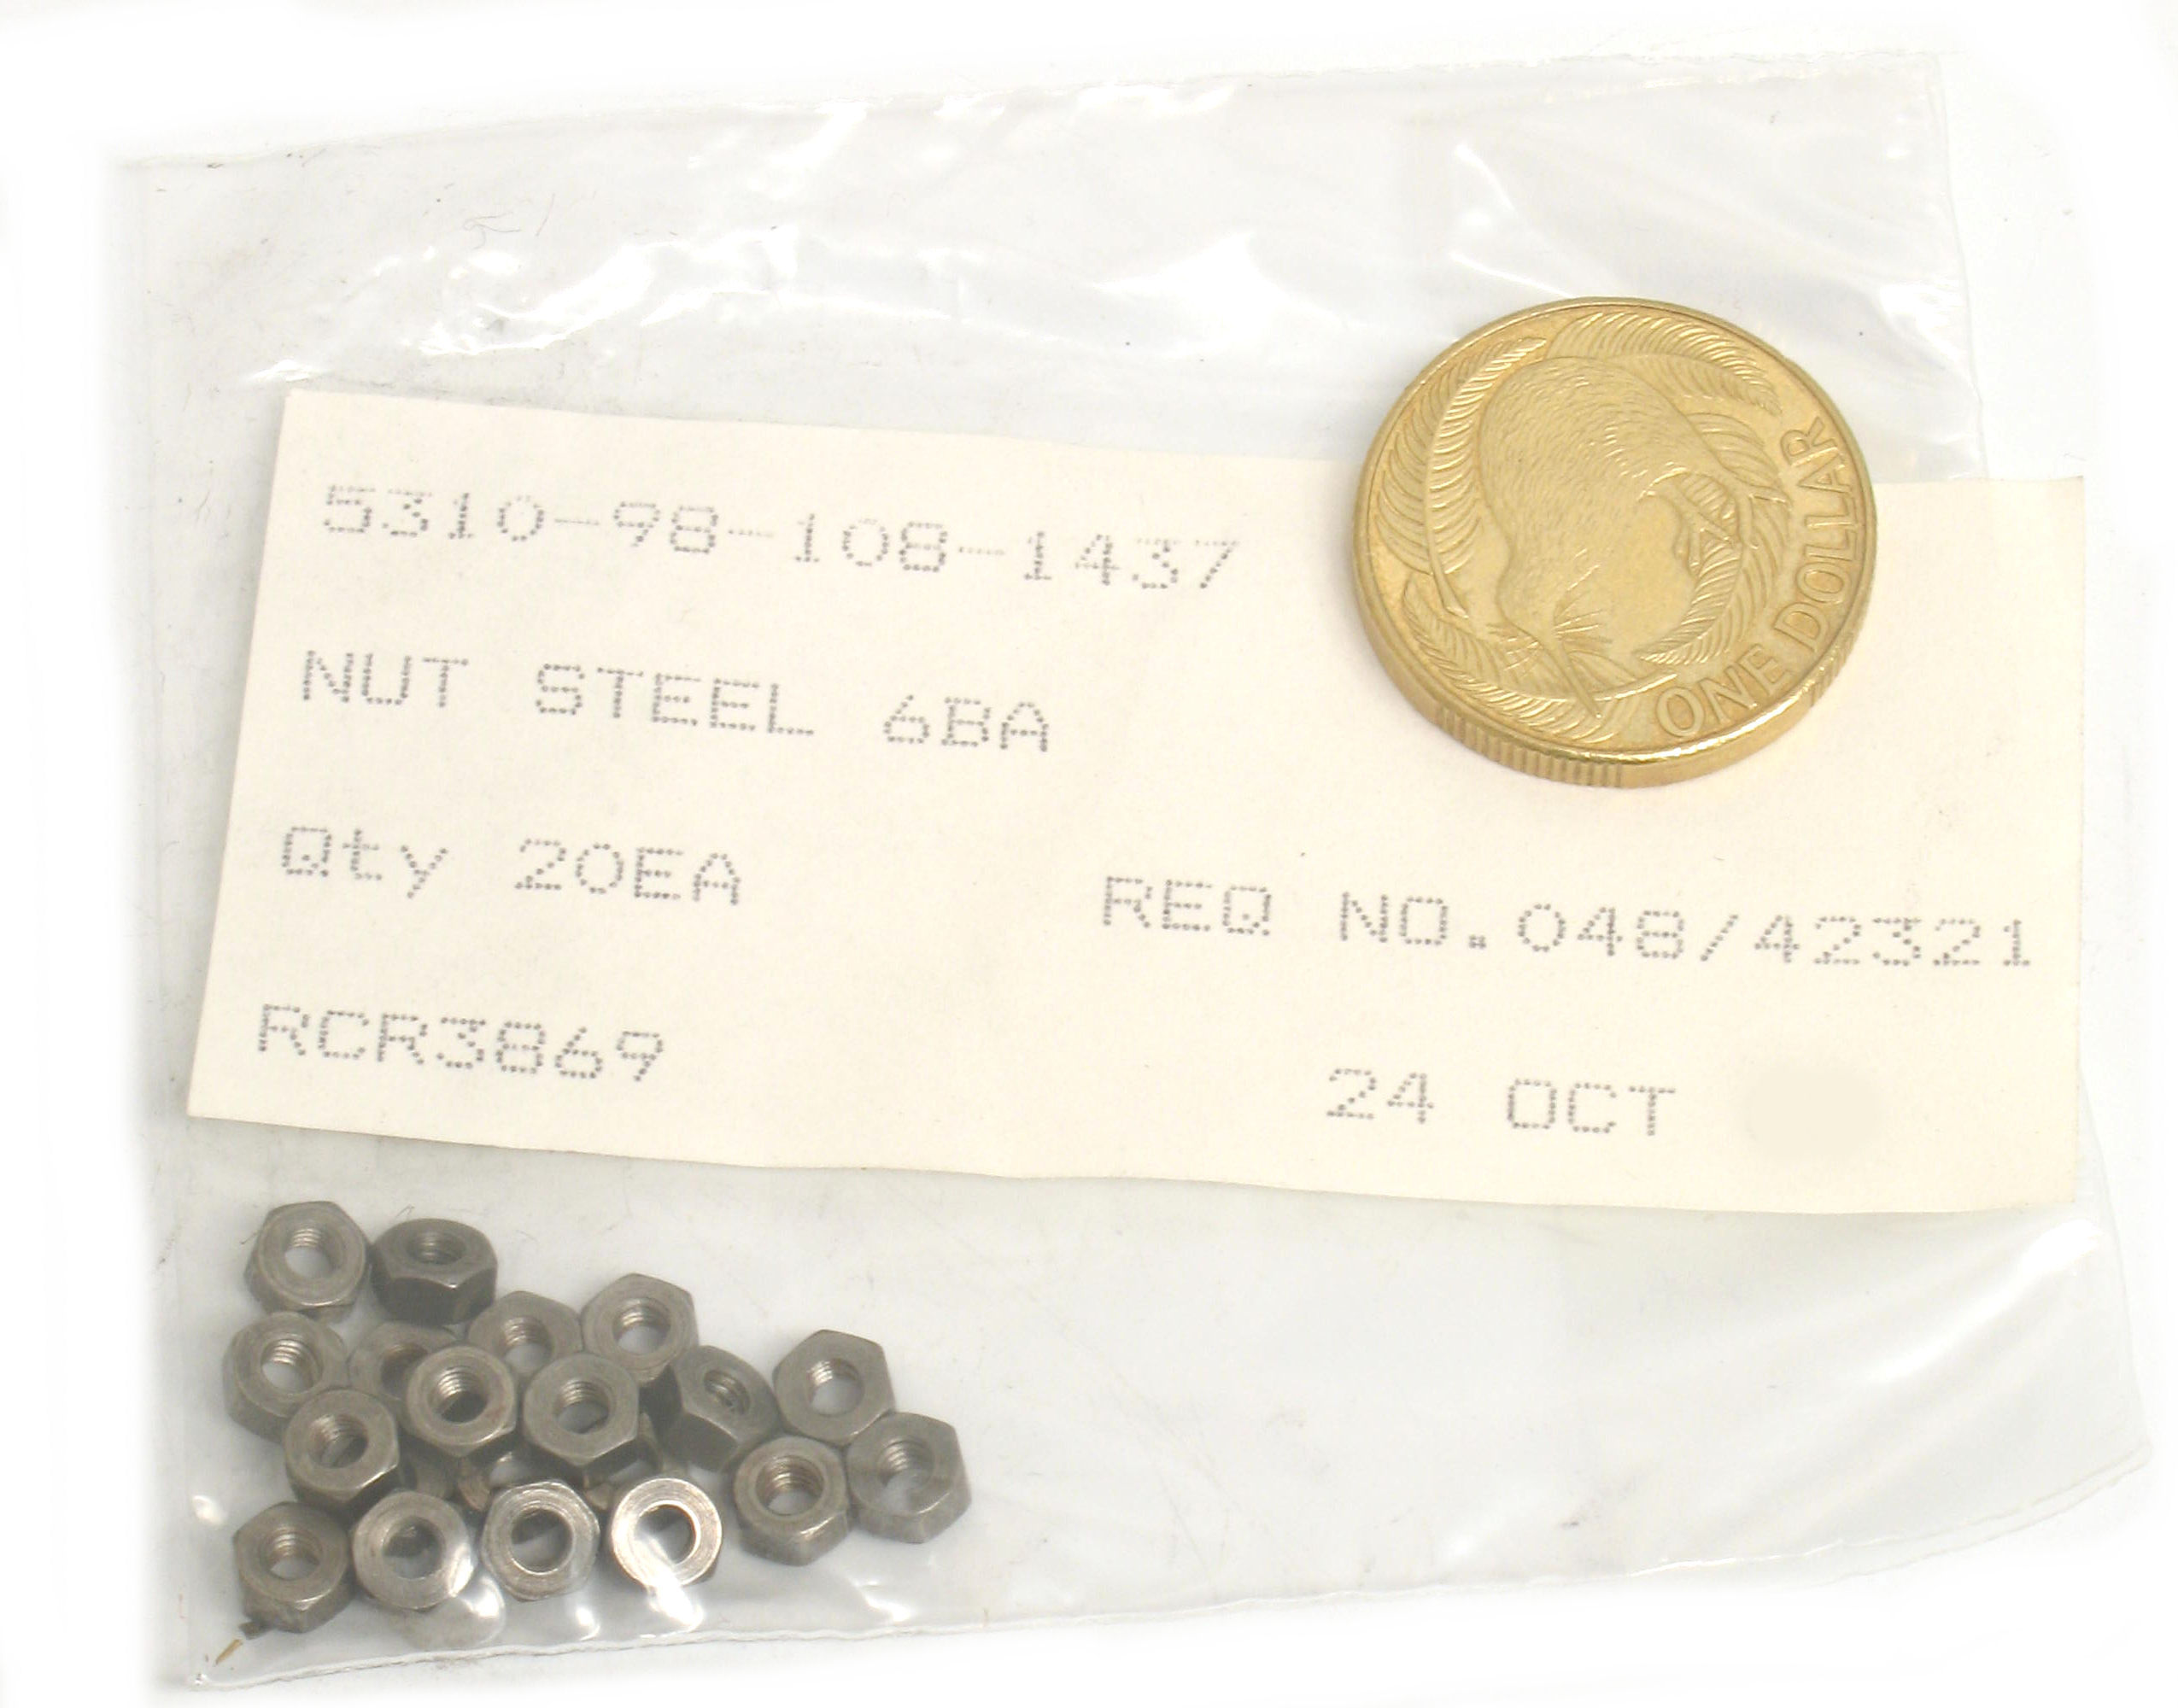 5310-98-108-1437
NUT STEEL 6BA
Qty 20EA
REQ NO.048/42321
RCR3869
24 OCT
ONE DOLLAR